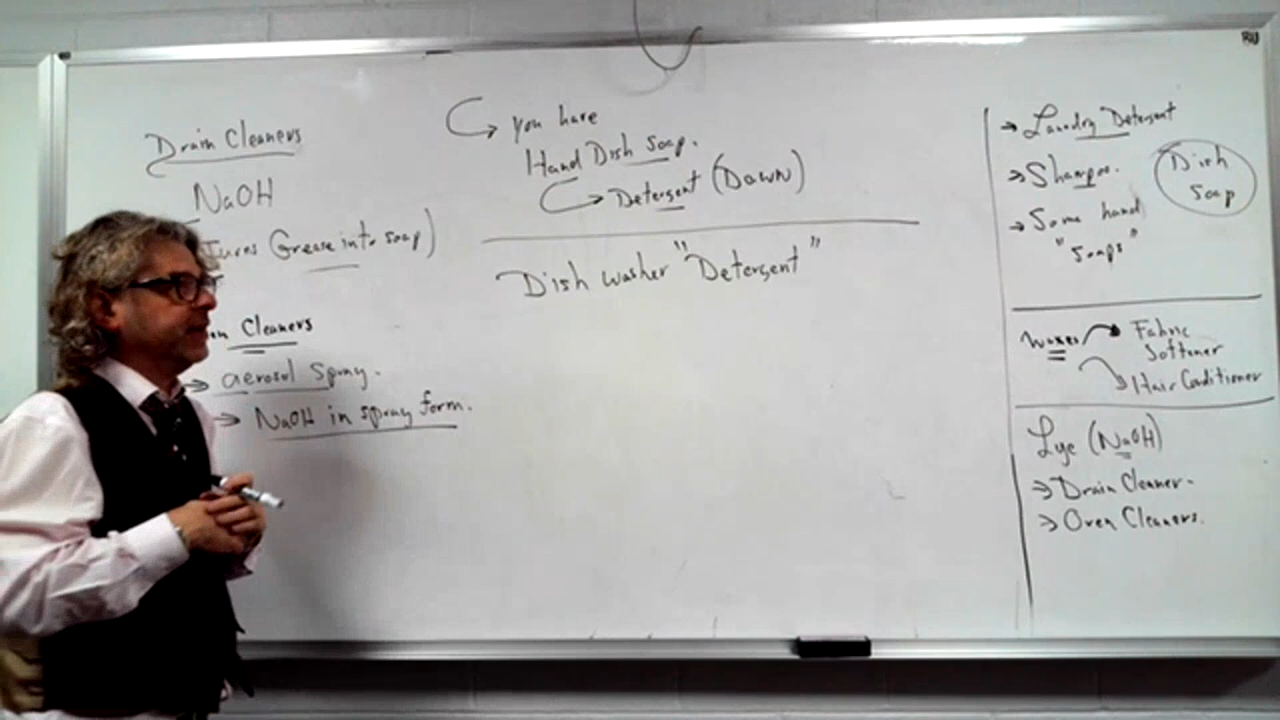 Drain Cleaners
NaOH
Turns Grease into soap)
Cleaners
aerosol spray.
NaOH in spray form.
you have
Hand Dish Soap.
Detergent (DAWN)
Dish washer "Detergent"
Laundry Detergent
Shampoo.
Some hand
"Soaps"
Dish
Soap
Waxes
Fabric
Softener
Hair Conditioner
Lye (NaOH)
Drain Cleaner-
Oven Cleaners.